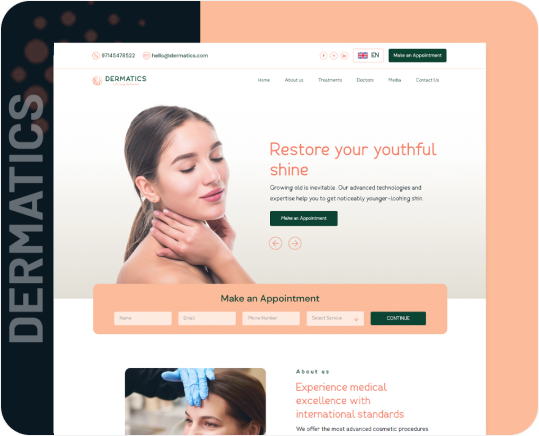 DERMATICS
97145478522
hello@dermatics.com
EN
Make an Appointment
DERMATICS
Home
About us
Treatments
Doctors
Media
Contact Us
Restore your youthful
shine
Growing old is inevitable. Our advanced technologies and
expertise help you to get noticeably younger-looking skin.
Make an Appointment
Make an Appointment
Name
Email
Phone Number
Select Service
CONTINUE
About us
Experience medical
excellence with
international standards
We offer the most advanced cosmetic procedures